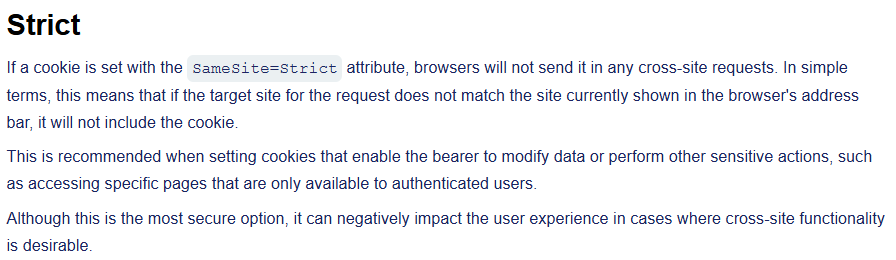 Strict
If a cookie is set with the SameSite=Strict attribute, browsers will not send it in any cross-site requests. In simple
terms, this means that if the target site for the request does not match the site currently shown in the browser's address
bar, it will not include the cookie.
This is recommended when setting cookies that enable the bearer to modify data or perform other sensitive actions, such
as accessing specific pages that are only available to authenticated users.
Although this is the most secure option, it can negatively impact the user experience in cases where cross-site functionality
is desirable.